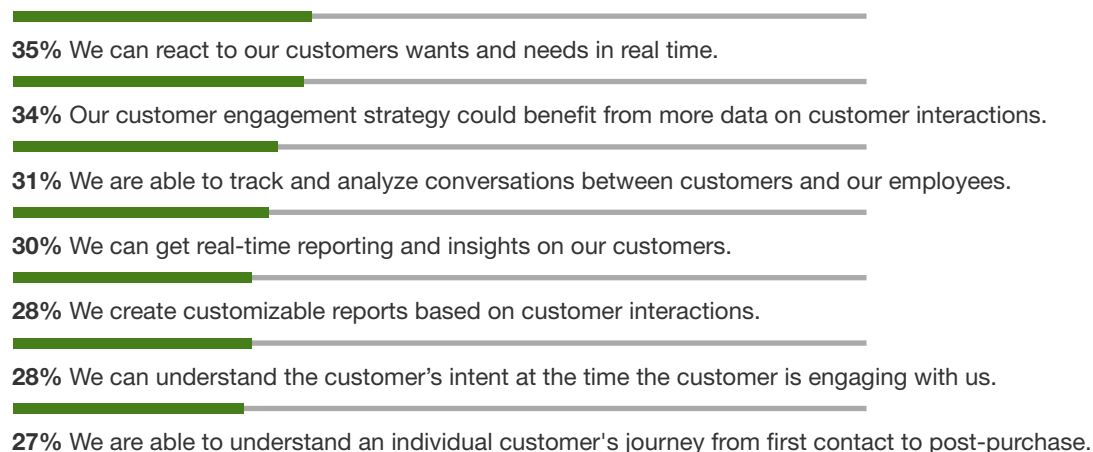 35% We can react to our customers wants and needs in real time.
34% Our customer engagement strategy could benefit from more data on customer interactions.
31% We are able to track and analyze conversations between customers and our employees.
30% We can get real-time reporting and insights on our customers.
28% We create customizable reports based on customer interactions.
28% We can understand the customer’s intent at the time the customer is engaging with us.
27% We are able to understand an individual customer's journey from first contact to post-purchase.